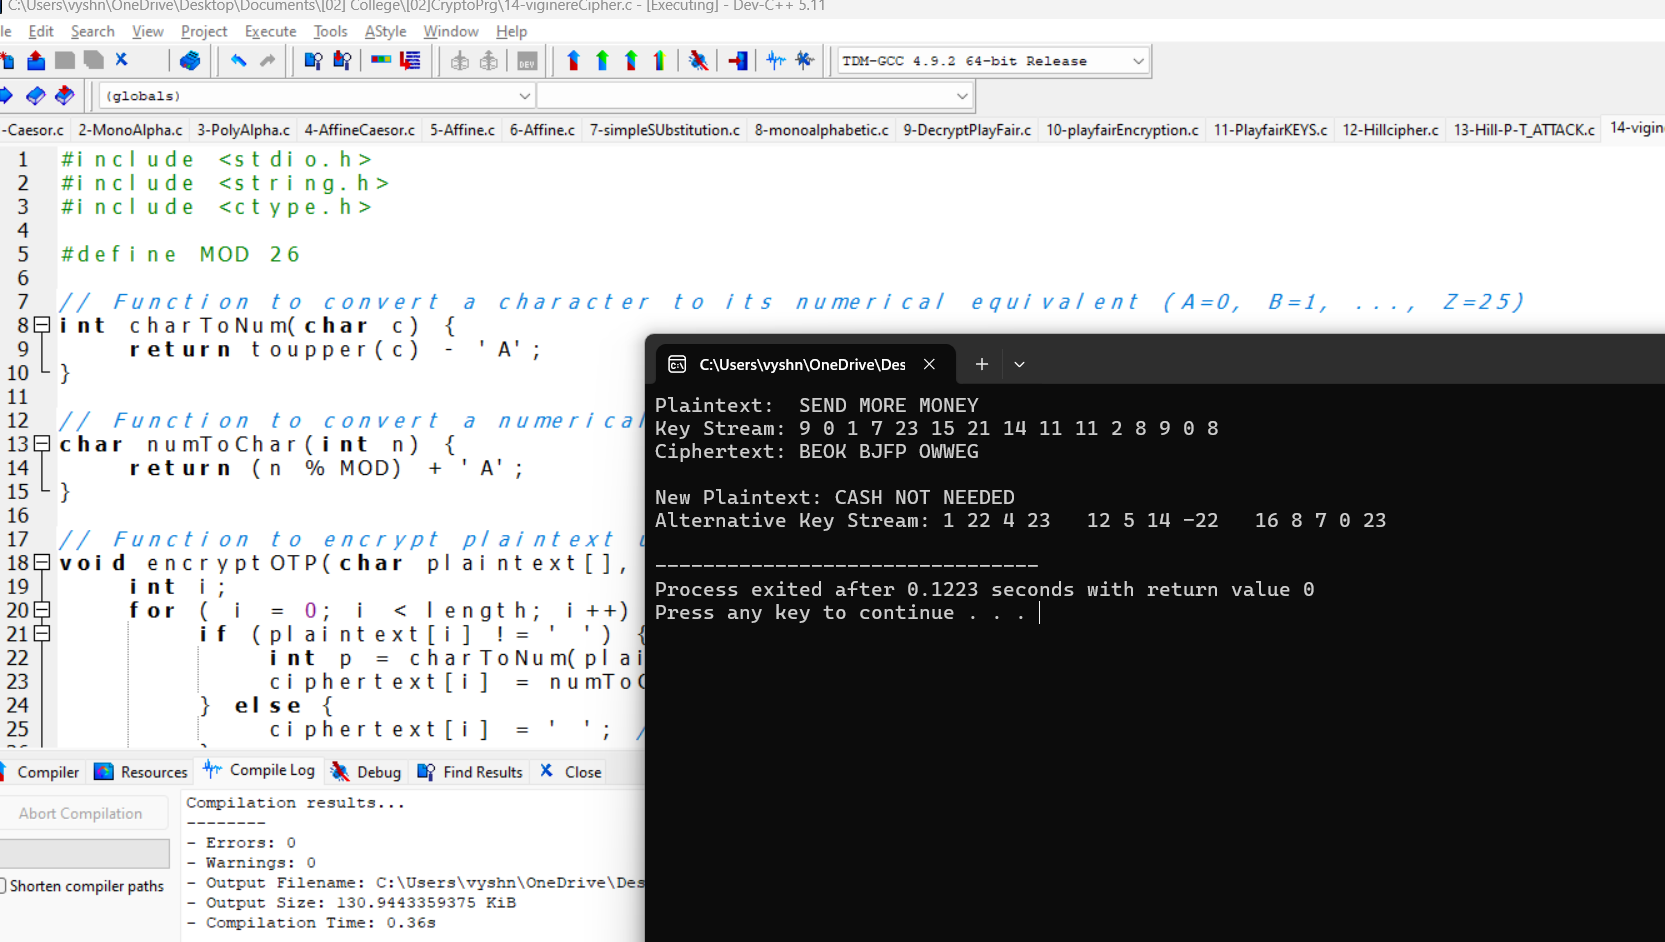 C:\Users\vyshn\OneDrive\Desktop\Documents\[02] College\[02]CryptoPrg\14-viginereCipher.c - [Executing] - Dev-C++ 5.11
le Edit Search View Project Execute Tools AStyle Window Help
DEV
TDM-GCC 4.9.2 64-bit Release
(globals)
-Caesor.c 2-MonoAlpha.c 3-PolyAlpha.c 4-AffineCaesor.c 5-Affine.c 6-Affine.c 7-simpleSUbstitution.c 8-monoalphabetic.c 9-DecryptPlayFair.c 10-playfairEncryption.c 11-PlayfairKEYS.c 12-Hillcipher.c 13-Hill-P-T_ATTACK.c 14-vigin
1 #include <stdio.h>
2 #include <string.h>
3 #include <ctype.h>
4
5 #define MOD 26
6
7 // Function to convert a character to its numerical equivalent (A=0, B=1, ..., Z=25)
8 int charToNum(char c) {
9 return toupper(c) - 'A';
10 }
11
12 // Function to convert a numerical
13 char numToChar(int n) {
14 return (n % MOD) + 'A';
15 }
16
17 // Function to encrypt plaintext u
18 void encryptOTP(char plaintext[],
19 int i;
20 for ( i = 0; i < length; i++)
21 if (plaintext[i] != ' ') {
22 int p = charToNum(plai
23 ciphertext[i] = numToC
24 } else {
25 ciphertext[i] = ' '; /
26 }
C:\Users\vyshn\OneDrive\Des
Plaintext: SEND MORE MONEY
Key Stream: 9 0 1 7 23 15 21 14 11 11 2 8 9 0 8
Ciphertext: BEOK BJFP OWWEG
New Plaintext: CASH NOT NEEDED
Alternative Key Stream: 1 22 4 23 12 5 14 -22 16 8 7 0 23
--------------------------------
Process exited after 0.1223 seconds with return value 0
Press any key to continue . . .
Compiler Resources Compile Log Debug Find Results Close
Abort Compilation
Shorten compiler paths
Compilation results...
--------
- Errors: 0
- Warnings: 0
- Output Filename: C:\Users\vyshn\OneDrive\Des
- Output Size: 130.9443359375 KiB
- Compilation Time: 0.36s